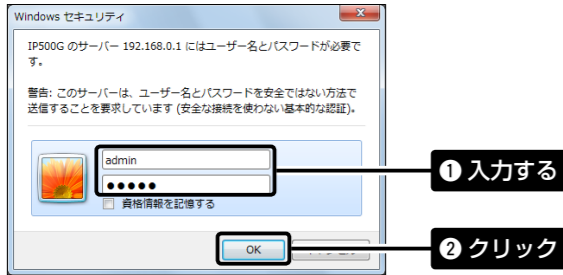 Windows セキュリティ
IP500G のサーバー 192.168.0.1 にはユーザー名とパスワードが必要で
す。
警告: このサーバーは、ユーザー名とパスワードを安全ではない方法で
送信することを要求しています (安全な接続を使わない基本的な認証)。
admin
●●●●●
資格情報を記憶する
❶ 入力する
OK
❷ クリック